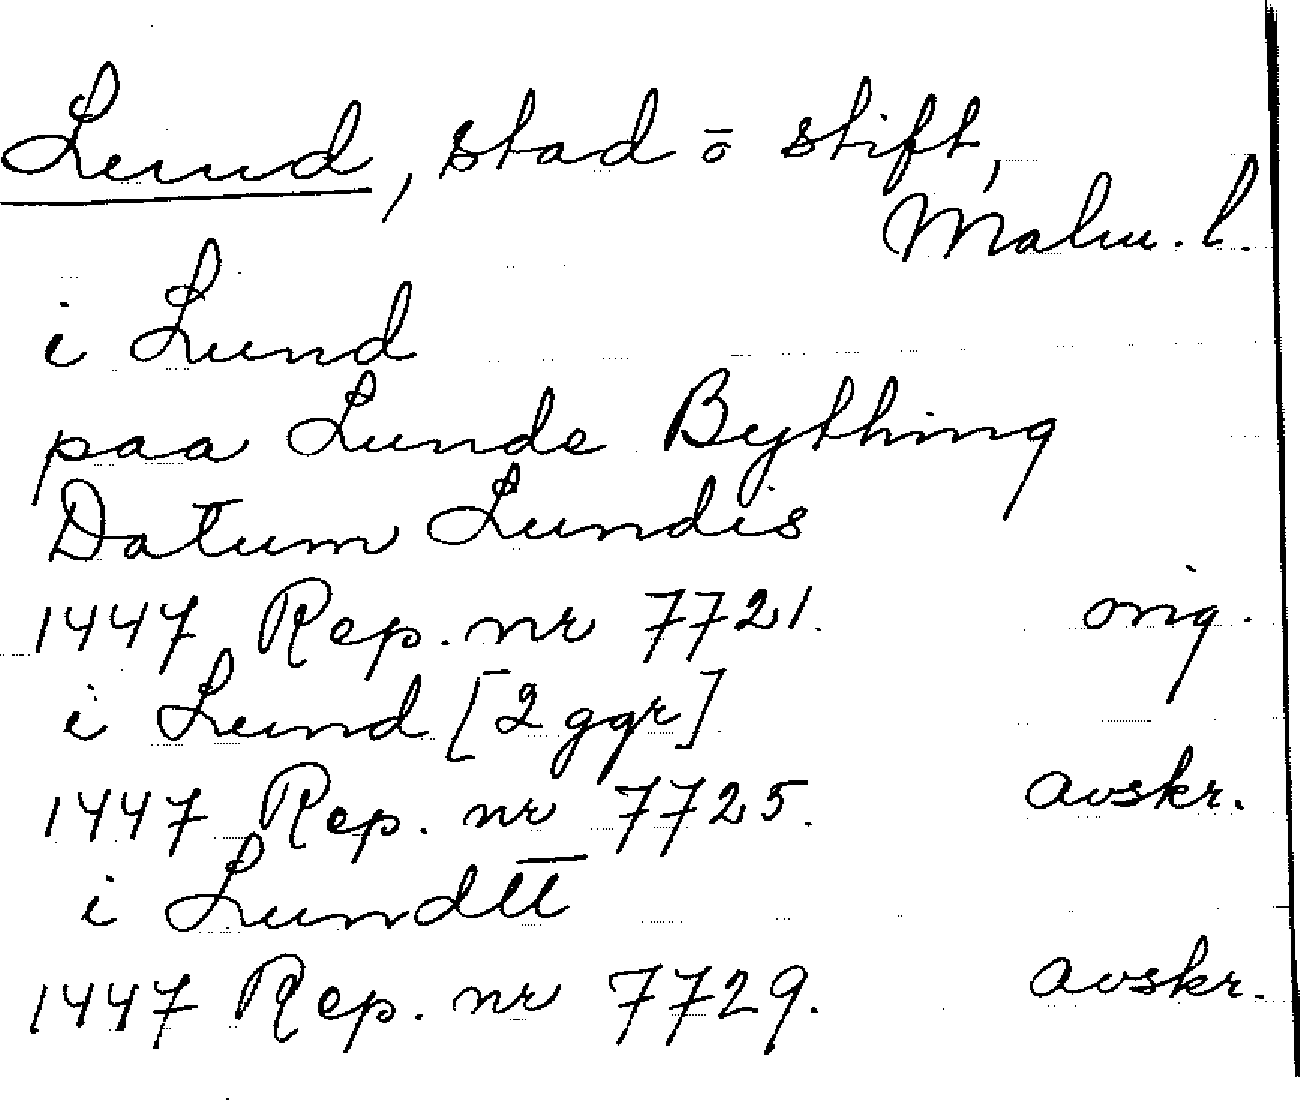 Lund, stad ō stift,
Malm. l.
i Lund
paa Lunde Bything
Datum Lundis
1447 Rep. nr 7721. orig.
i Lund [2 ggr]
1447 Rep. nr 7725. avskr.
i Lundtt
1447 Rep. nr 7729. avskr.